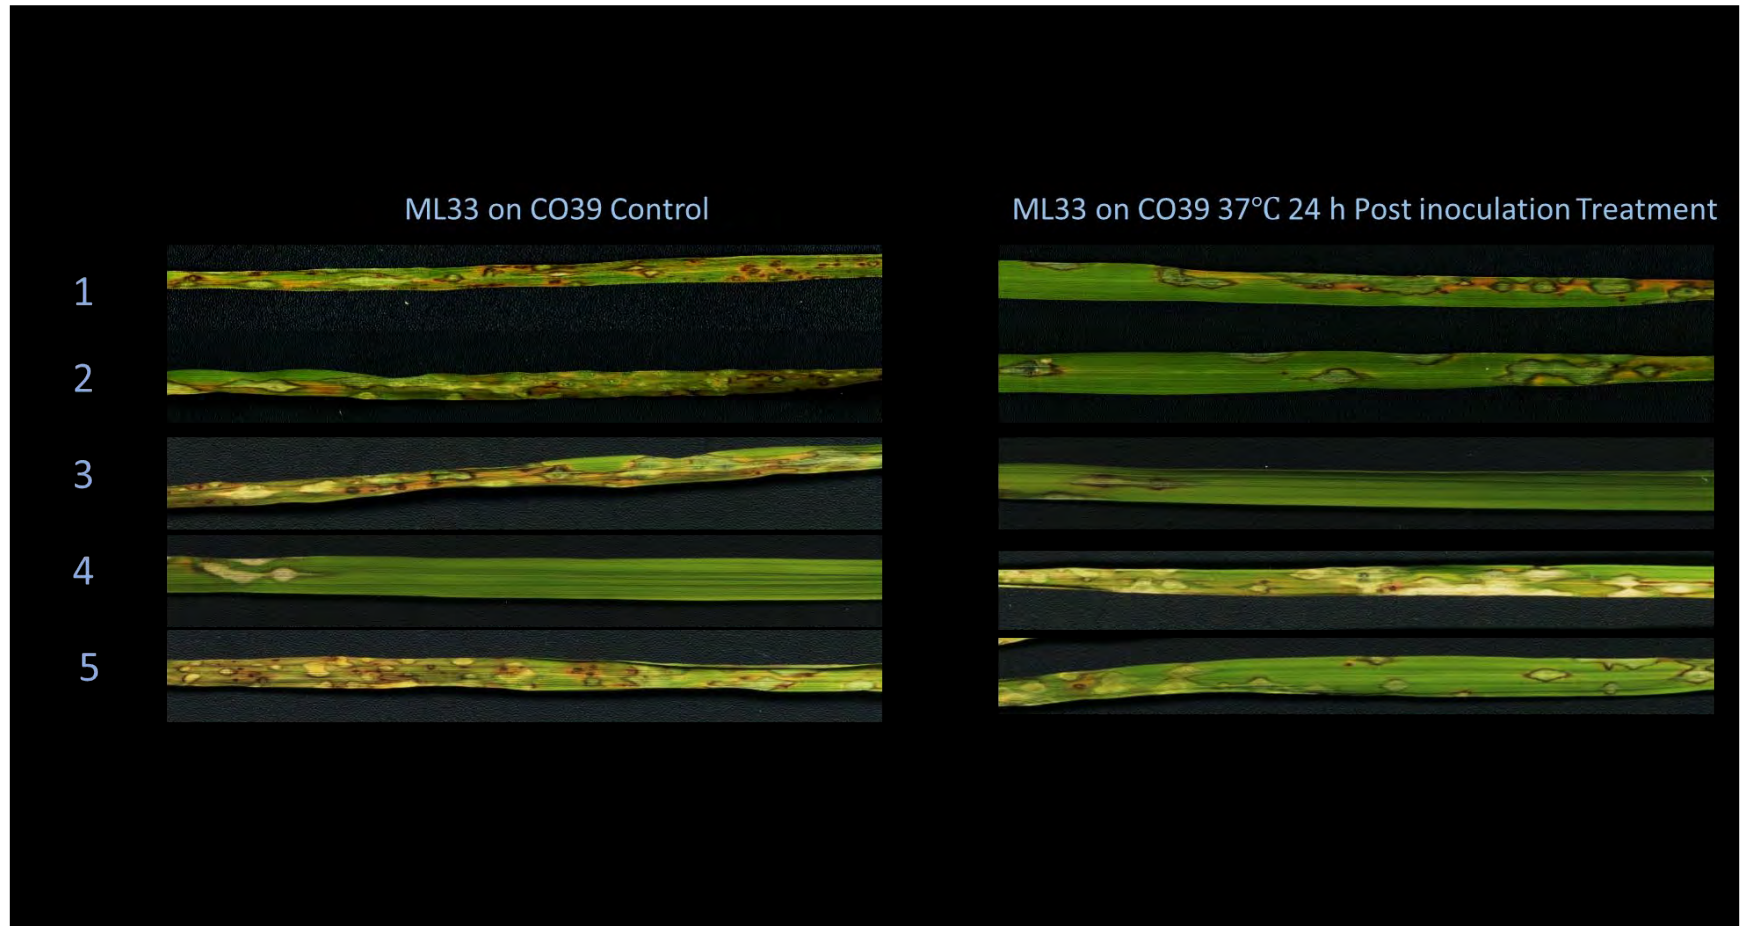 ML33 on CO39 Control
ML33 on CO39 37℃ 24 h Post inoculation Treatment
1
2
3
4
5